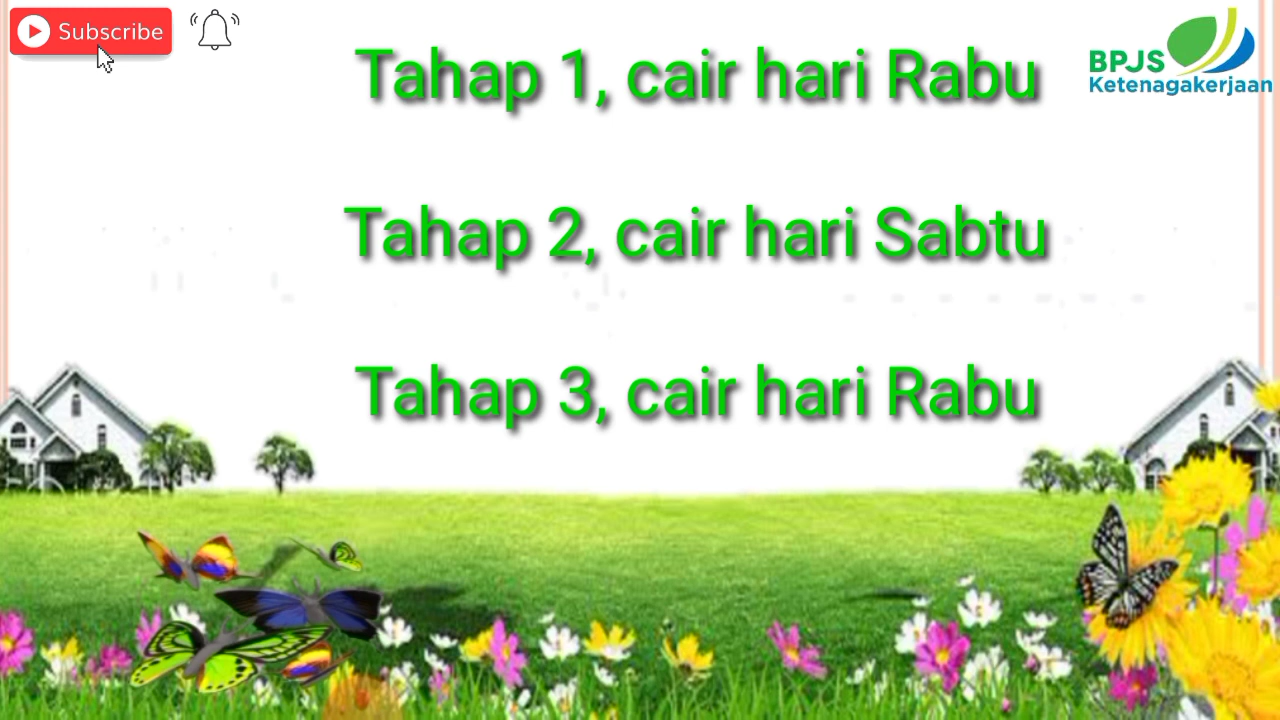 Subscribe
Tahap 1, cair hari Rabu
BPJS
Ketenagakerjaan
Tahap 2, cair hari Sabtu
Tahap 3, cair hari Rabu